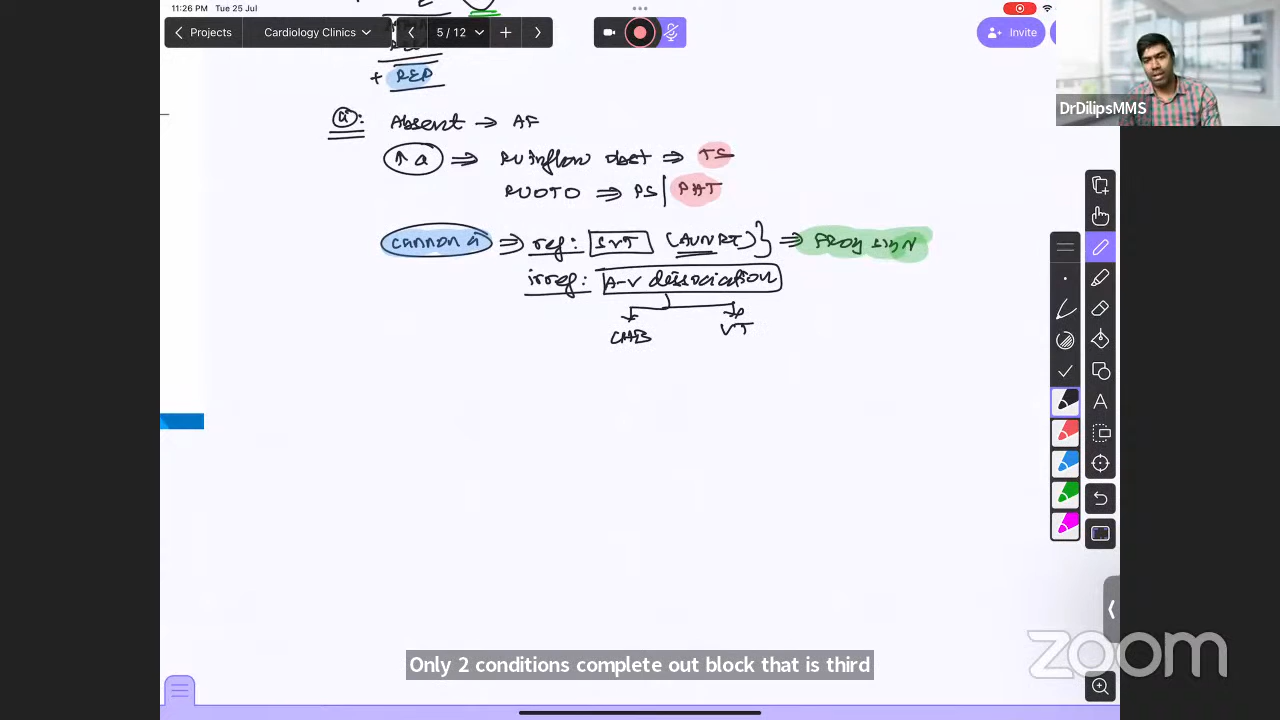 11:26 PM Tue 25 Jul
Projects Cardiology Clinics 5 / 12 Invite
+ REP
DrDilipsMMS
a: Absent → AF
↑ a ⇒ RV inflow obst ⇒ TS
RVOTO ⇒ PS | PHT
cannon a ⇒ reg: SVT (AVNRT) } ⇒ FROG SIGN
irreg: A-V dessociation
CHB VT
Only 2 conditions complete out block that is third
zoom